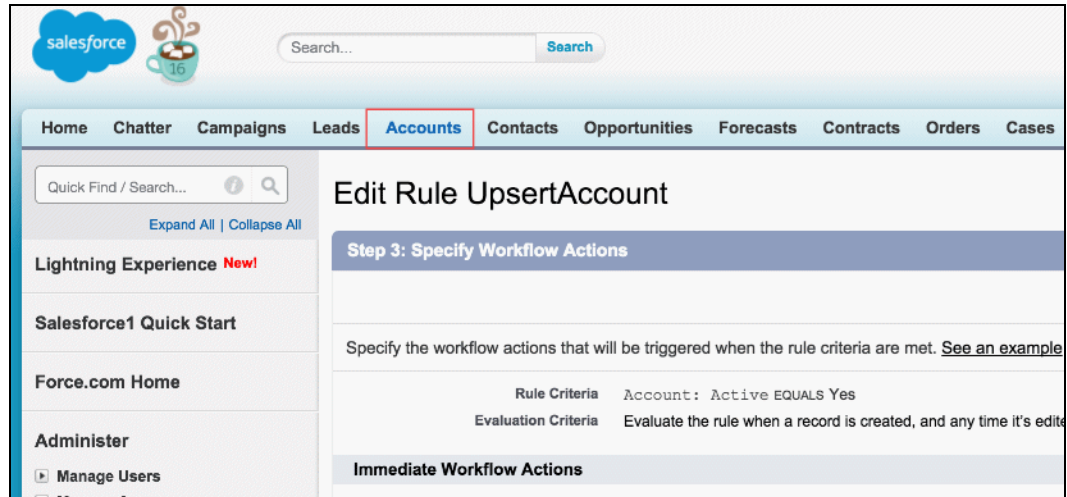 salesforce
16
Search...
Search
Home Chatter Campaigns Leads Accounts Contacts Opportunities Forecasts Contracts Orders Cases
Quick Find / Search...
Expand All | Collapse All
Lightning Experience New!
Salesforce1 Quick Start
Force.com Home
Administer
Manage Users
Edit Rule UpsertAccount
Step 3: Specify Workflow Actions
Specify the workflow actions that will be triggered when the rule criteria are met. See an example
Rule Criteria Account: Active EQUALS Yes
Evaluation Criteria Evaluate the rule when a record is created, and any time it's edite
Immediate Workflow Actions